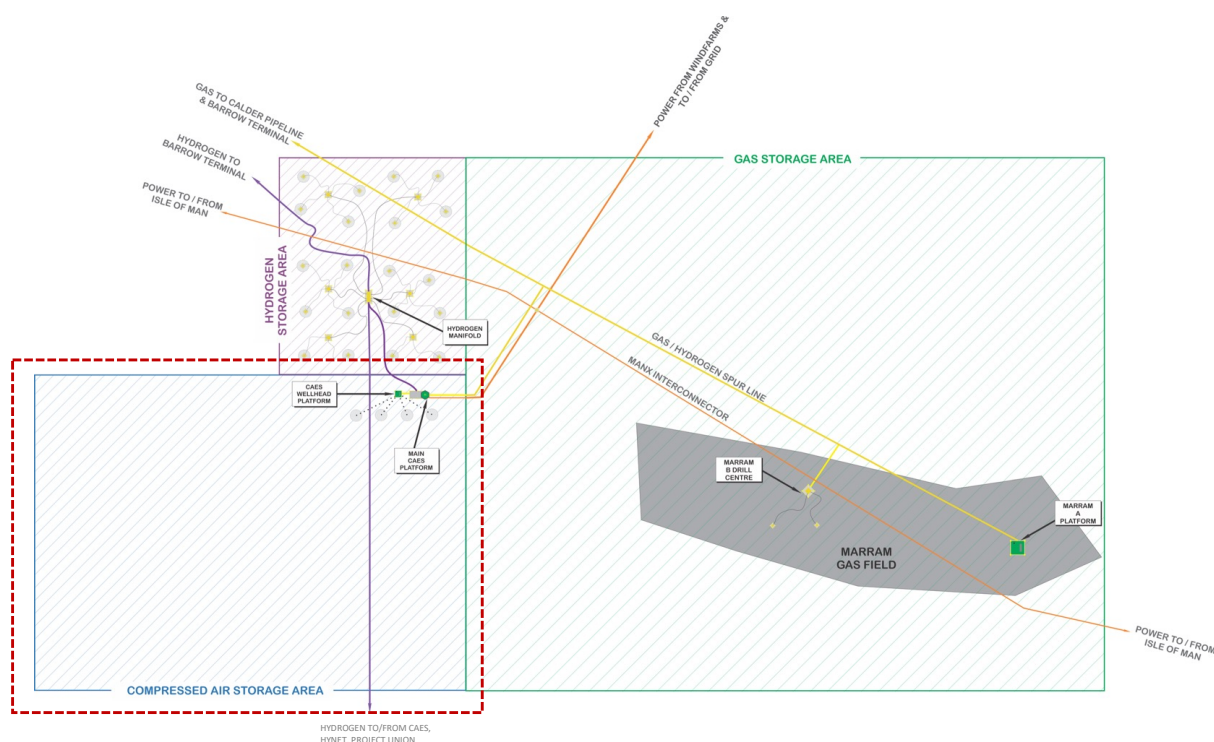 POWER FROM WINDFARMS &
TO / FROM GRID
GAS TO CALDER PIPELINE
& BARROW TERMINAL
HYDROGEN TO
BARROW TERMINAL
POWER TO / FROM
ISLE OF MAN
GAS STORAGE AREA
HYDROGEN
STORAGE AREA
HYDROGEN
MANIFOLD
GAS / HYDROGEN SPUR LINE
MANX INTERCONNECTOR
CAES
WELLHEAD
PLATFORM
MAIN
CAES
PLATFORM
MARRAM
B DRILL
CENTRE
MARRAM
A
PLATFORM
MARRAM
GAS FIELD
POWER TO / FROM
ISLE OF MAN
COMPRESSED AIR STORAGE AREA
HYDROGEN TO/FROM CAES,
HYNET, PROJECT UNION